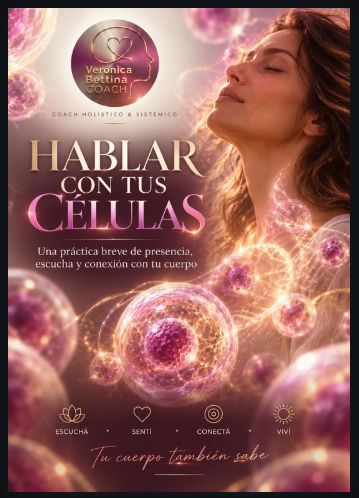 Verónica
Bettina
COACH
COACH HOLÍSTICO & SISTÉMICO
HABLAR
CON TUS
CÉLULAS
Una práctica breve de presencia,
escucha y conexión con tu cuerpo
ESCUCHÁ • SENTÍ • CONECTÁ • VIVÍ
Tu cuerpo también sabe